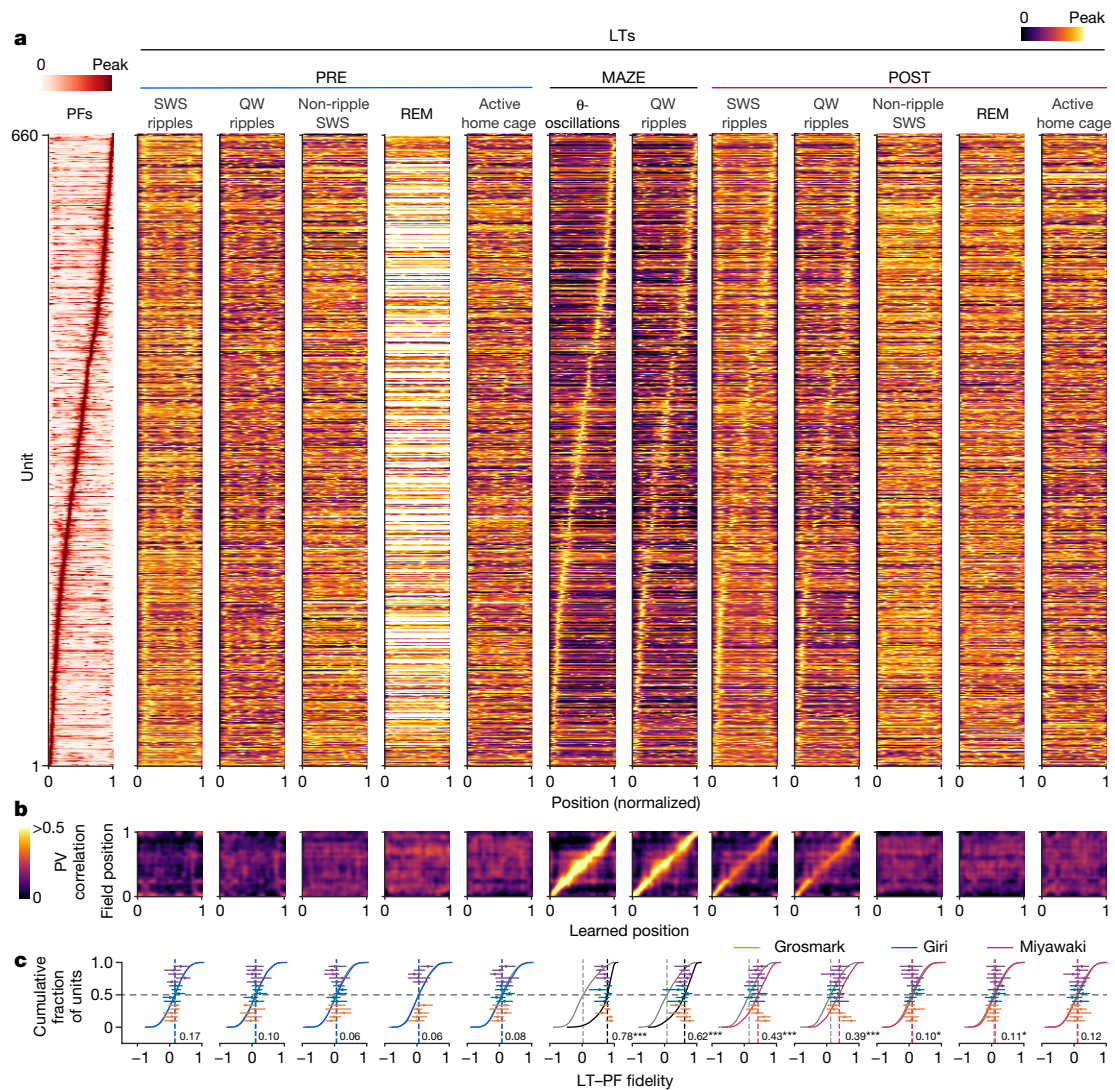 a
LTs
0 Peak
0 Peak
PRE MAZE POST
PFs
SWS ripples
QW ripples
Non-ripple SWS
REM
Active home cage
θ-oscillations
QW ripples
SWS ripples
QW ripples
Non-ripple SWS
REM
Active home cage
660
Unit
1
0 1 0 1 0 1 0 1 0 1 0 1 0 1 0 1 0 1 0 1 0 1 0 1 0 1
Position (normalized)
b
>0.5
0
PV correlation
Field position
1
0
0 1 0 1 0 1 0 1 0 1 0 1 0 1 0 1 0 1 0 1 0 1 0 1
Learned position
c
Grosmark Giri Miyawaki
Cumulative fraction of units
1.0
0.5
0
0.17 0.10 0.06 0.06 0.08 0.78*** 0.62*** 0.43*** 0.39*** 0.10* 0.11* 0.12
−1 0 1 −1 0 1 −1 0 1 −1 0 1 −1 0 1 −1 0 1 −1 0 1 −1 0 1 −1 0 1 −1 0 1 −1 0 1 −1 0 1
LT–PF fidelity